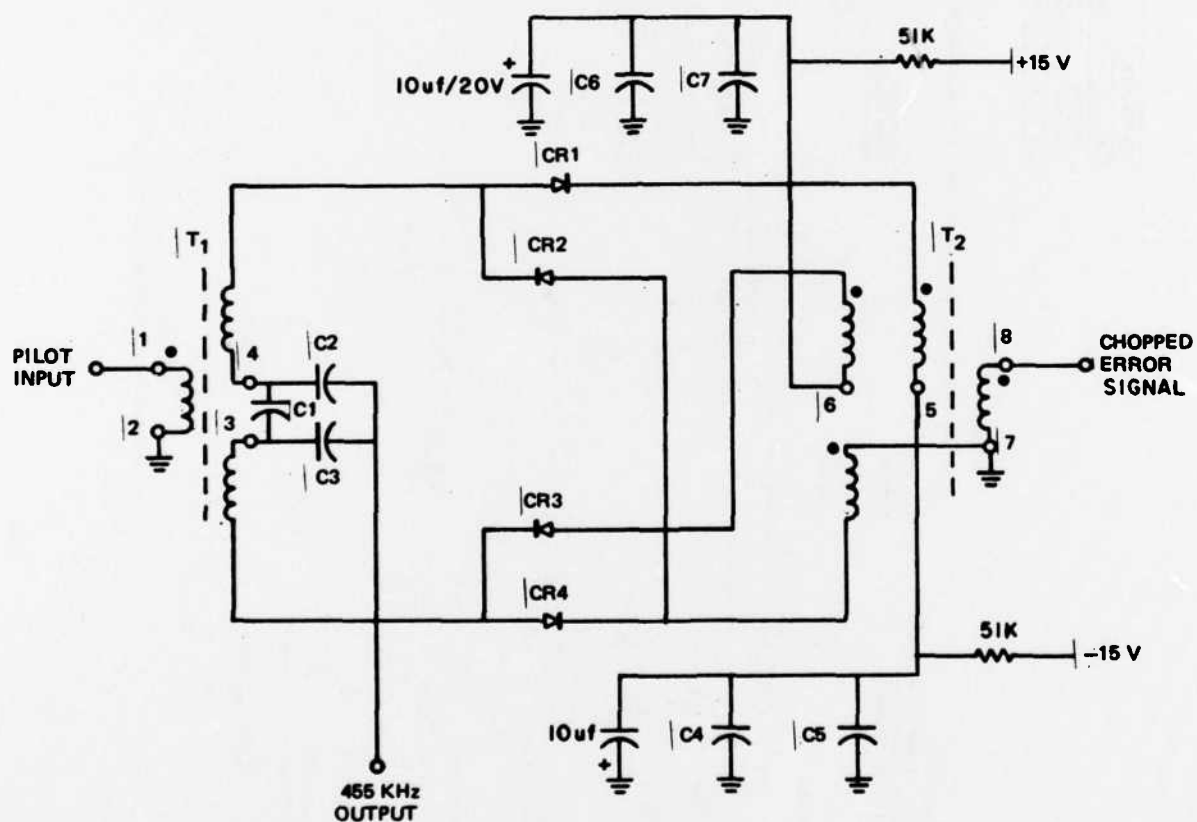 51K
+15 V
+
10uf/20V
C6
C7
CR1
CR2
T1
T2
1
4
C2
8
PILOT
INPUT
CHOPPED
ERROR
SIGNAL
C1
6
5
2
3
7
C3
CR3
CR4
51K
-15 V
10uf
C4
C5
+
455 KHz
OUTPUT